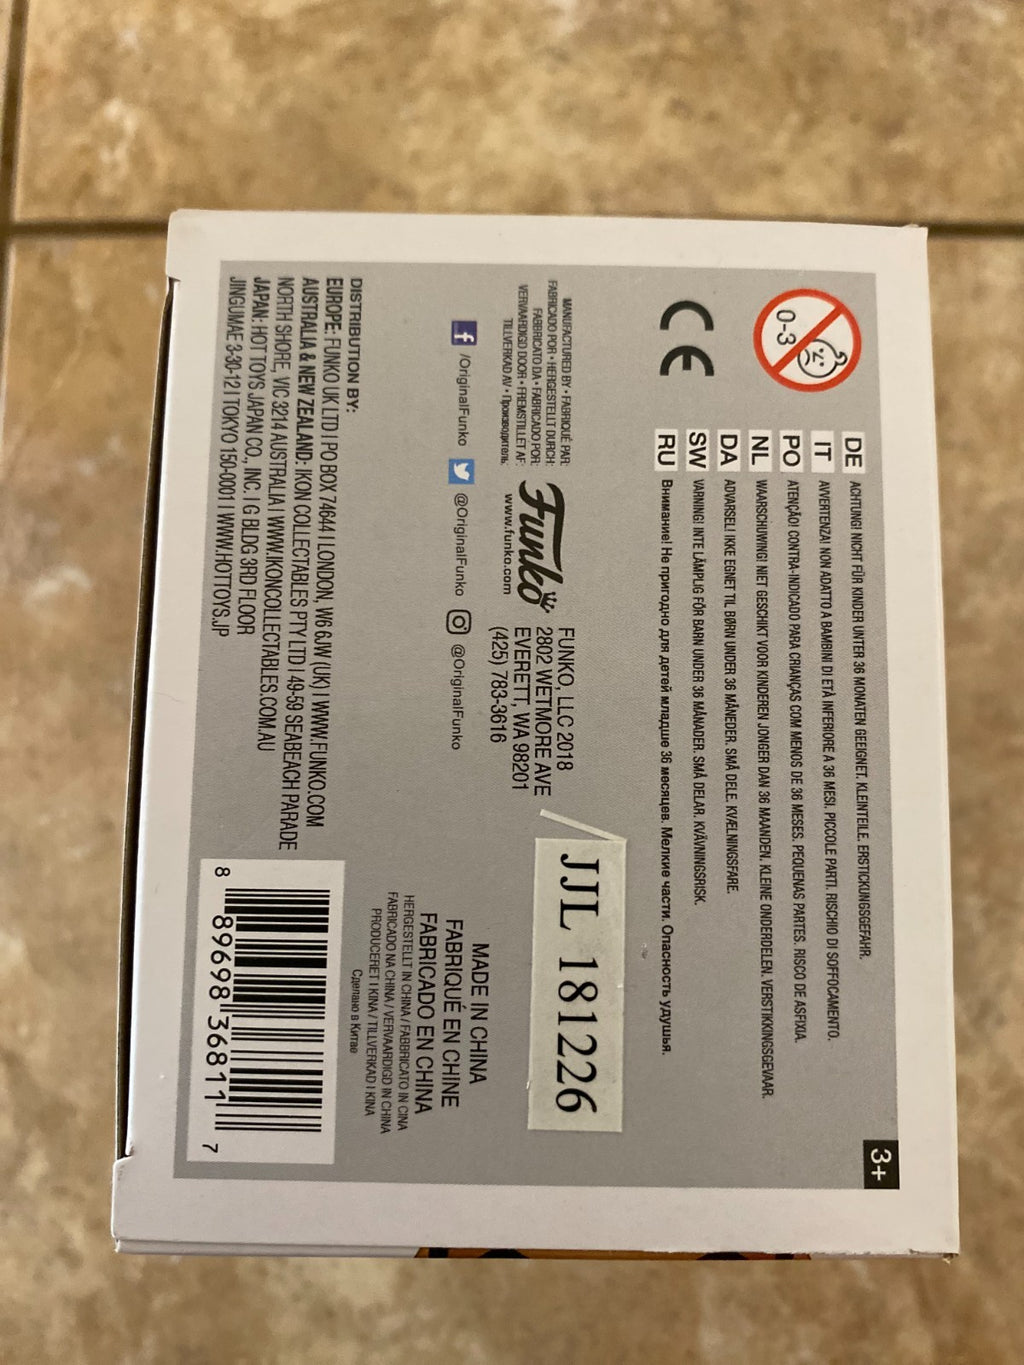 0-3
DE ACHTUNG! NICHT FÜR KINDER UNTER 36 MONATEN GEEIGNET. KLEINTEILE. ERSTICKUNGSGEFAHR.
IT AVVERTENZA! NON ADATTO A BAMBINI DI ETÀ INFERIORE A 36 MESI. PICCOLE PARTI. RISCHIO DI SOFFOCAMENTO.
PO ATENÇÃO! CONTRA-INDICADO PARA CRIANÇAS COM MENOS DE 36 MESES. PEQUENAS PARTES. RISCO DE ASFIXIA.
NL WAARSCHUWING! NIET GESCHIKT VOOR KINDEREN JONGER DAN 36 MAANDEN. KLEINE ONDERDELEN. VERSTIKKINGSGEVAAR.
DA ADVARSEL! IKKE EGNET TIL BØRN UNDER 36 MÅNEDER. SMÅ DELE. KVÆLNINGSFARE.
SW VARNING! INTE LÄMPLIG FÖR BARN UNDER 36 MÅNADER. SMÅ DELAR. KVÄVNINGSRISK.
RU Внимание! Не пригодно для детей младше 36 месяцев. Мелкие части. Опасность удушья.
3+
CE
MANUFACTURED BY • FABRIQUÉ PAR:
FABRICADO POR • HERGESTELLT DURCH:
FABBRICATO DA • FABRICADO POR:
VERVAARDIGD DOOR • FREMSTILLET AF:
TILLVERKAD AV • Производитель:
Funko
www.funko.com
FUNKO, LLC 2018
2802 WETMORE AVE
EVERETT, WA 98201
(425) 783-3616
JJL 181226
/OriginalFunko @OriginalFunko @OriginalFunko
MADE IN CHINA
FABRIQUÉ EN CHINE
FABRICADO EN CHINA
HERGESTELLT IN CHINA / FABBRICATO IN CINA
FABRICADO NA CHINA / VERVAARDIGD IN CHINA
PRODUCERET I KINA / TILLVERKAD I KINA
Сделано в Китае
DISTRIBUTION BY:
EUROPE: FUNKO UK LTD | PO BOX 74644 | LONDON, W6 6JW (UK) | WWW.FUNKO.COM
AUSTRALIA & NEW ZEALAND: IKON COLLECTABLES PTY LTD | 49-59 SEABEACH PARADE
NORTH SHORE, VIC 3214 AUSTRALIA | WWW.IKONCOLLECTABLES.COM.AU
JAPAN: HOT TOYS JAPAN CO., INC. | G BLDG 3RD FLOOR
JINGUMAE 3-30-12 | TOKYO 150-0001 | WWW.HOTTOYS.JP
8 89698 36811 7